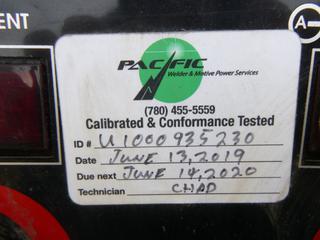 ENT
A
PACIFIC
Welder & Motive Power Services
(780) 455-5559
Calibrated & Conformance Tested
ID # U1000935230
Date JUNE 13, 2019
Due next JUNE 14, 2020
Technician CHAD